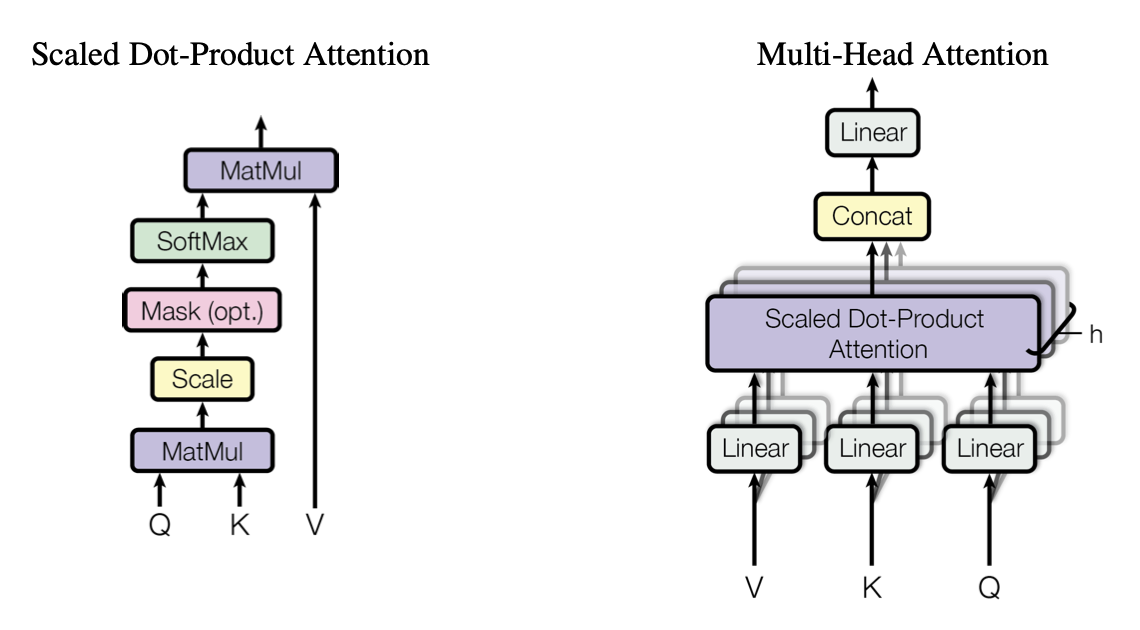 Scaled Dot-Product Attention
MatMul
SoftMax
Mask (opt.)
Scale
MatMul
Q K V
Multi-Head Attention
Linear
Concat
Scaled Dot-Product
Attention
h
Linear Linear Linear
V K Q